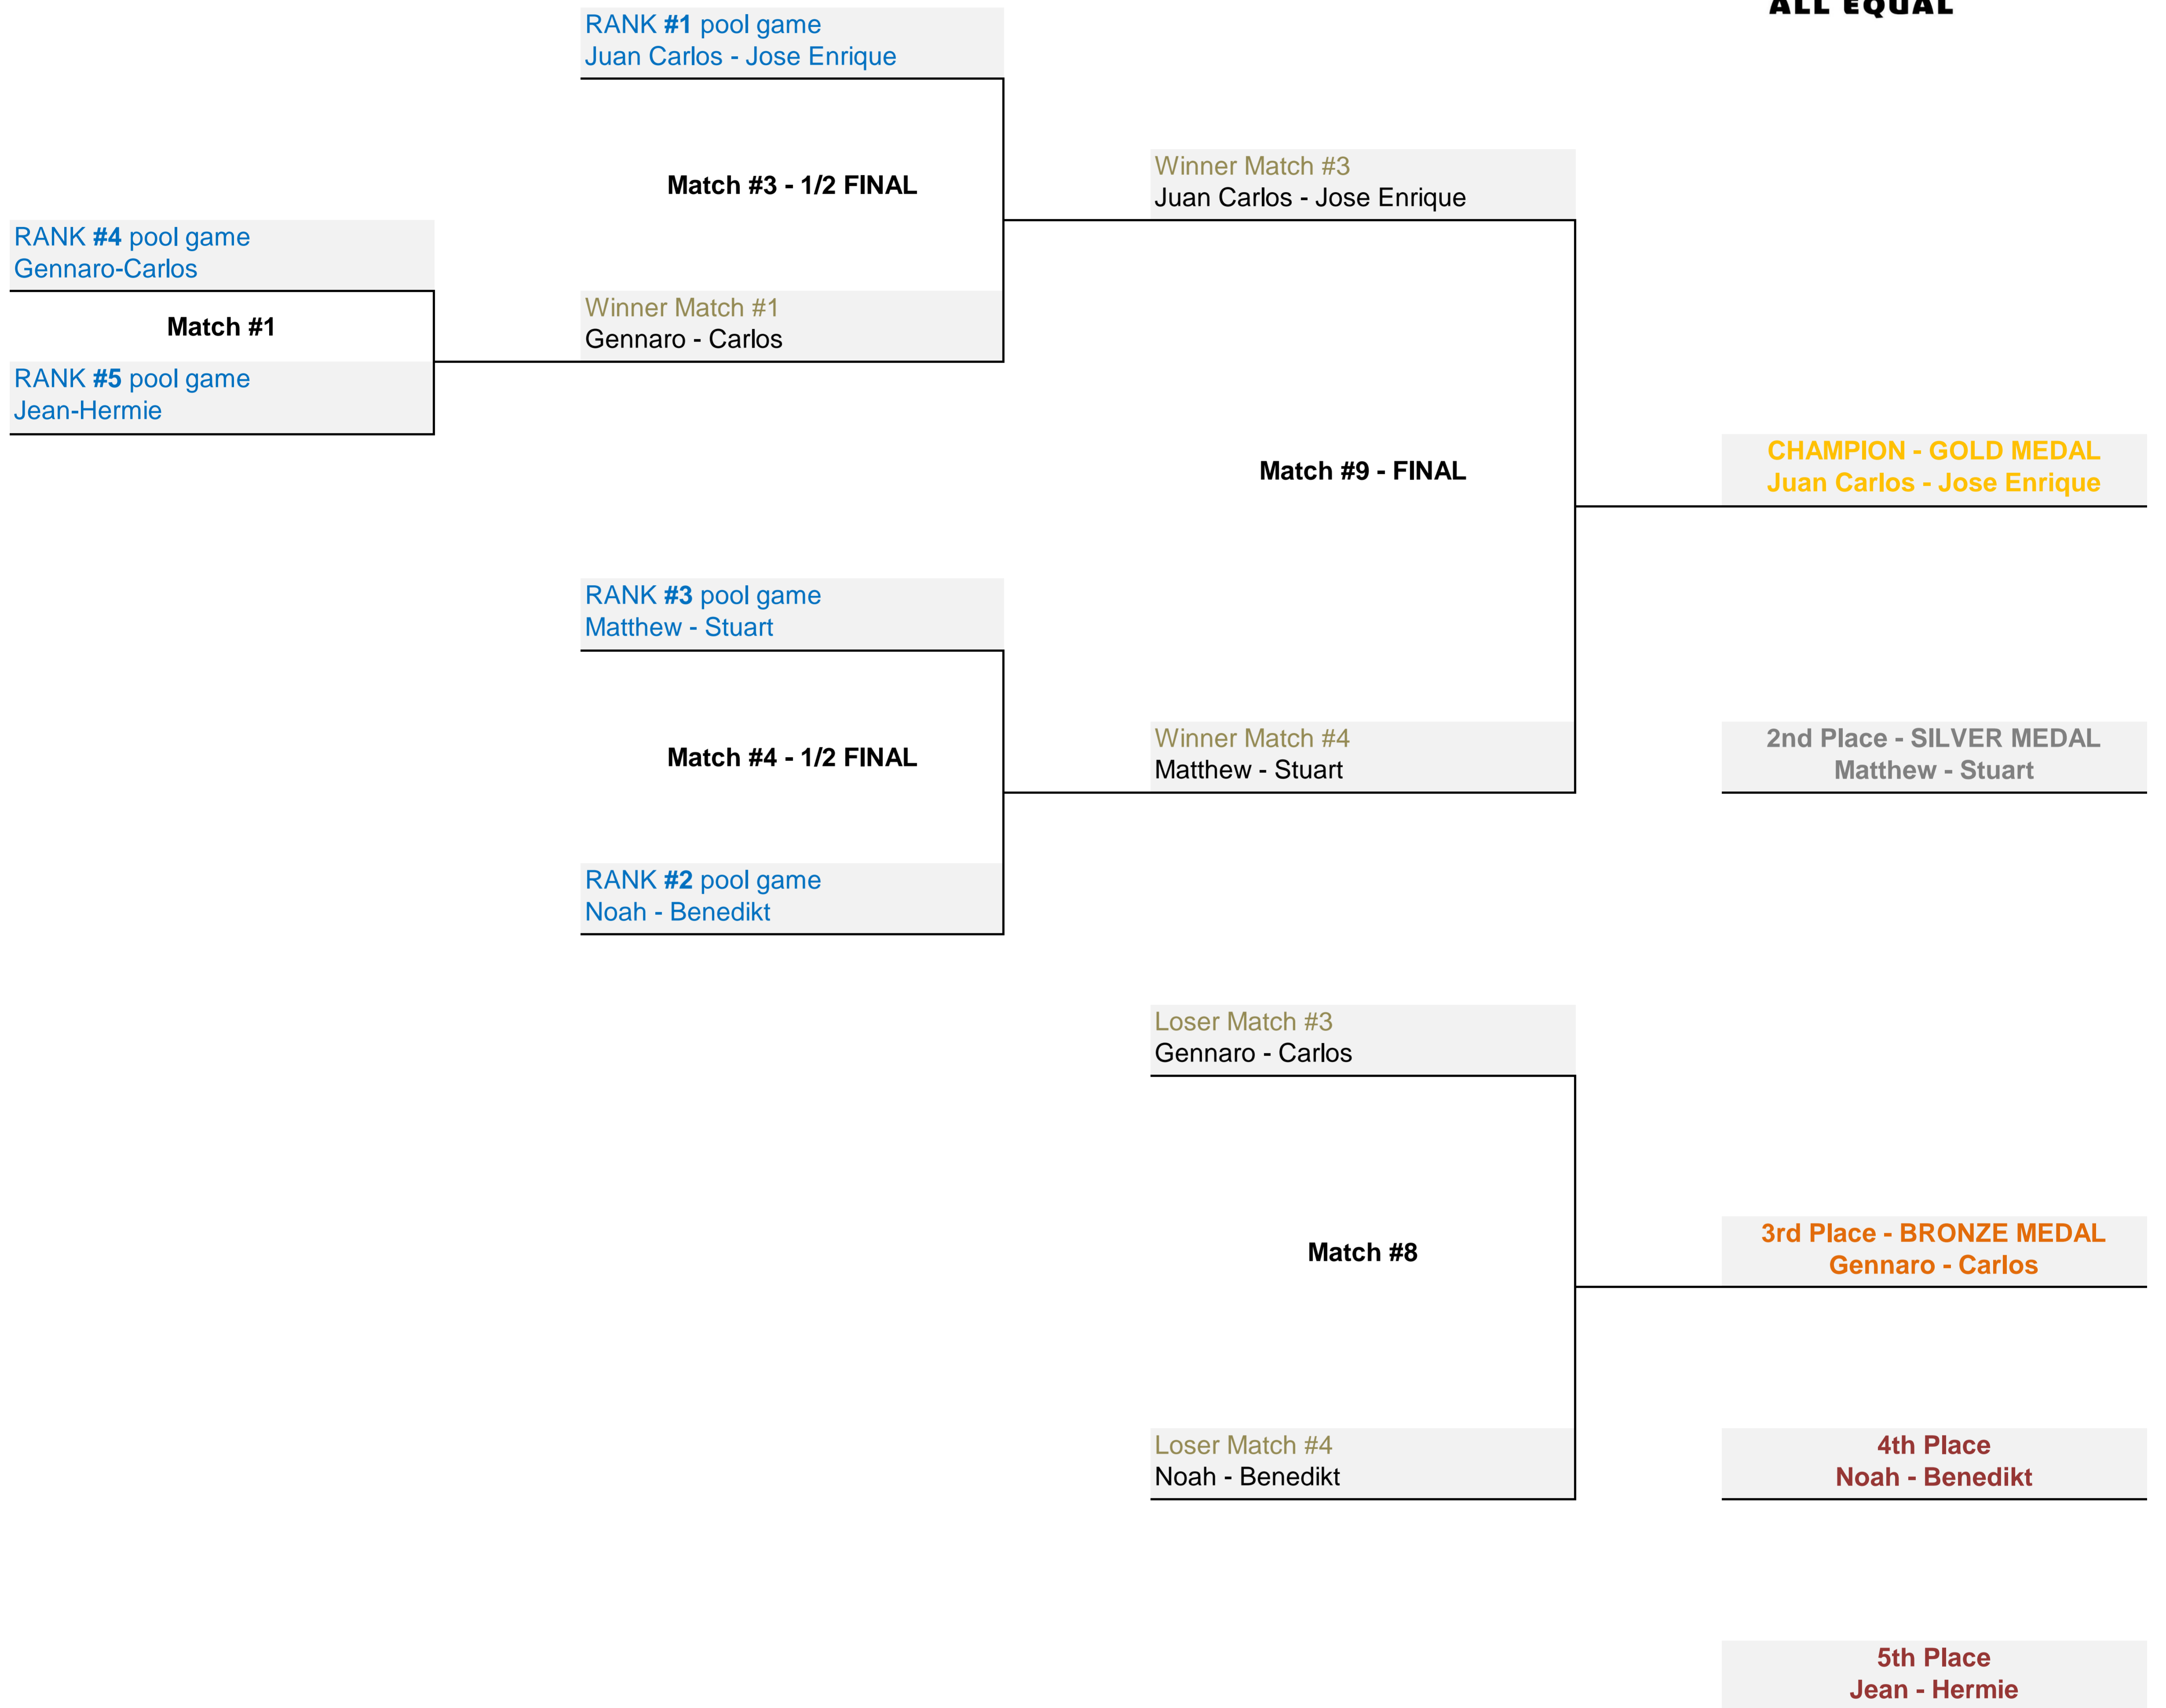 ALL EQUAL
RANK #1 pool game
Juan Carlos - Jose Enrique
Match #3 - 1/2 FINAL
Winner Match #3
Juan Carlos - Jose Enrique
RANK #4 pool game
Gennaro-Carlos
Match #1
Winner Match #1
Gennaro - Carlos
RANK #5 pool game
Jean-Hermie
Match #9 - FINAL
CHAMPION - GOLD MEDAL
Juan Carlos - Jose Enrique
RANK #3 pool game
Matthew - Stuart
Match #4 - 1/2 FINAL
Winner Match #4
Matthew - Stuart
2nd Place - SILVER MEDAL
Matthew - Stuart
RANK #2 pool game
Noah - Benedikt
Loser Match #3
Gennaro - Carlos
Match #8
3rd Place - BRONZE MEDAL
Gennaro - Carlos
Loser Match #4
Noah - Benedikt
4th Place
Noah - Benedikt
5th Place
Jean - Hermie